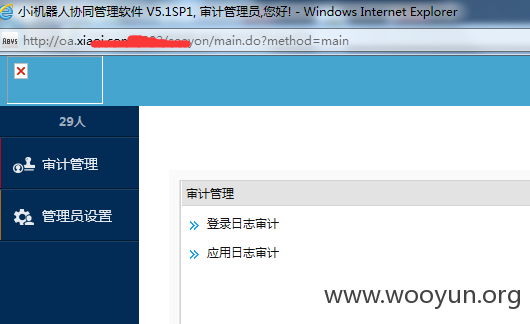 小i机器人协同管理软件 V5.1SP1, 审计管理员,您好! - Windows Internet Explorer
http://oa.xiaoi.com yon/main.do?method=main
29人
审计管理
管理员设置
审计管理
登录日志审计
应用日志审计
www.wooyun.org